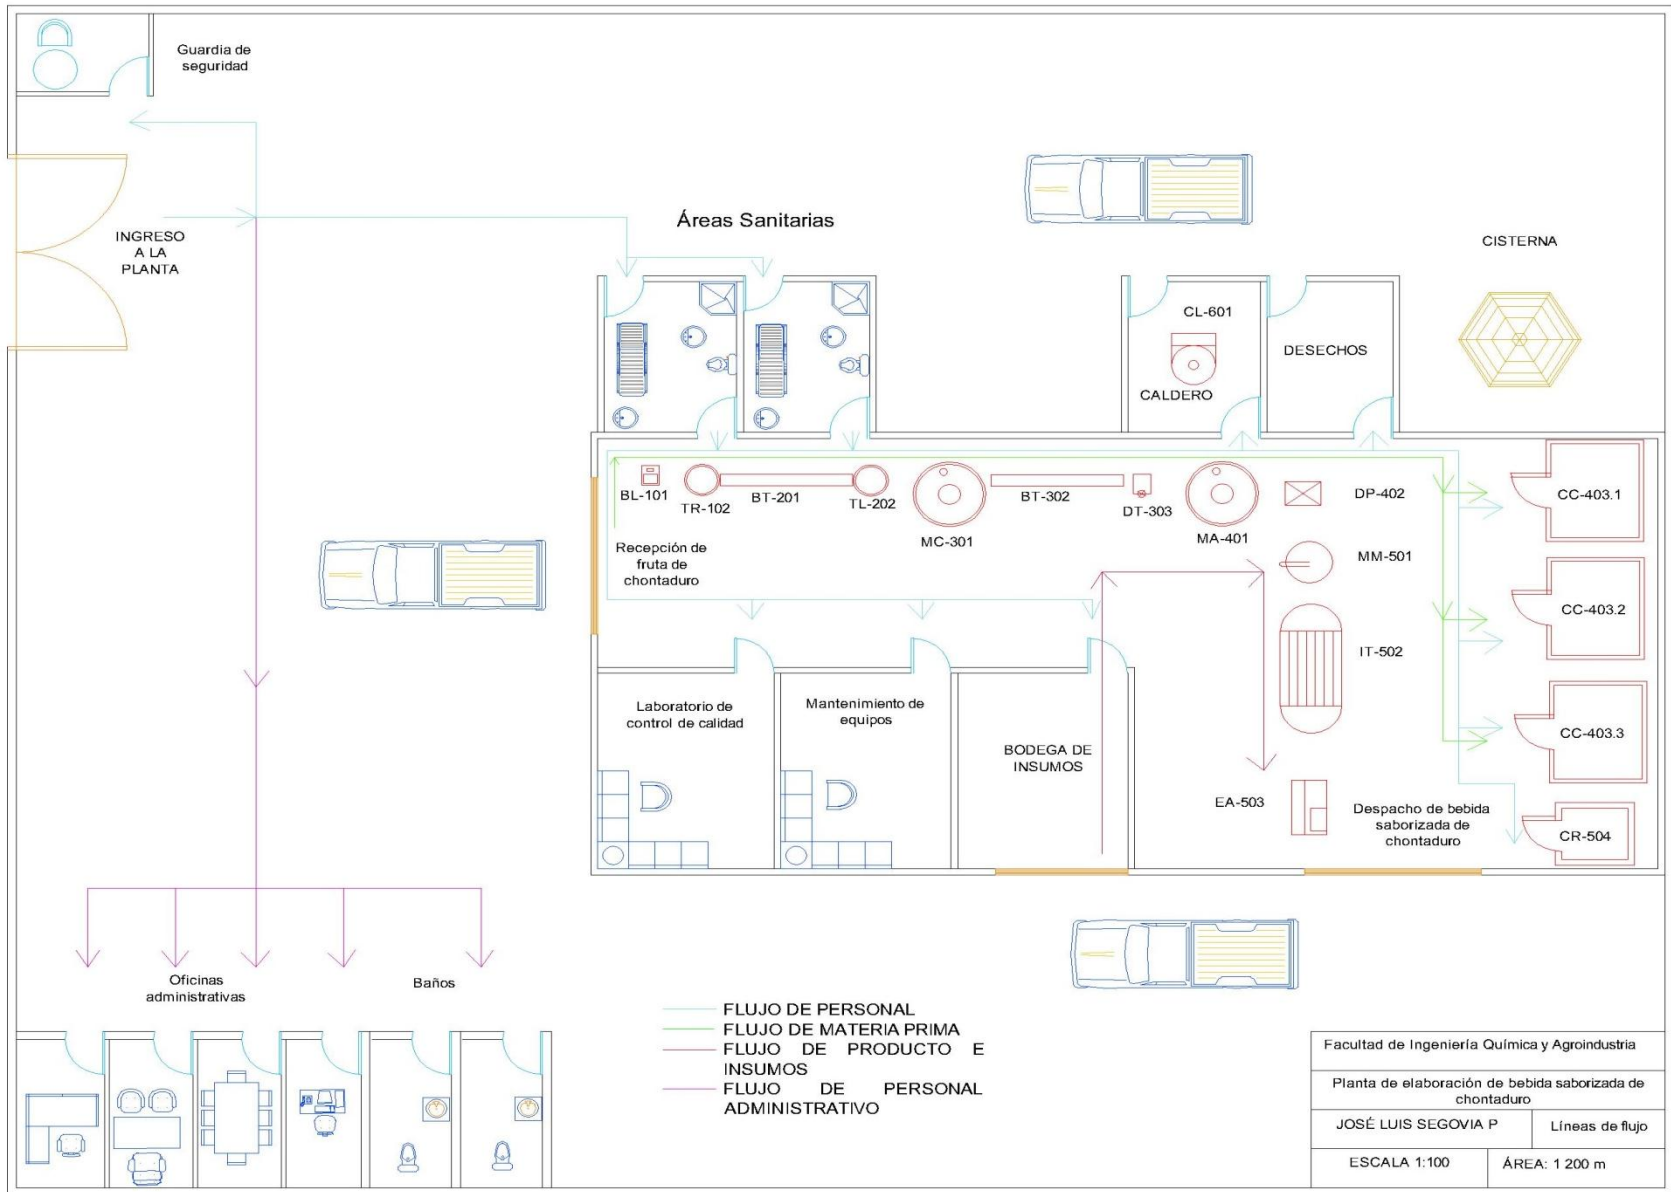 Guardia de
seguridad
INGRESO
A LA
PLANTA
Áreas Sanitarias
CISTERNA
CL-601
CALDERO
DESECHOS
BL-101
TR-102
BT-201
TL-202
MC-301
BT-302
DT-303
MA-401
DP-402
CC-403.1
MM-501
CC-403.2
IT-502
CC-403.3
EA-503
CR-504
Recepción de
fruta de
chontaduro
Laboratorio de
control de calidad
Mantenimiento de
equipos
BODEGA DE
INSUMOS
Despacho de bebida
saborizada de
chontaduro
Oficinas
administrativas
Baños
FLUJO DE PERSONAL
FLUJO DE MATERIA PRIMA
FLUJO DE PRODUCTO E
INSUMOS
FLUJO DE PERSONAL
ADMINISTRATIVO
Facultad de Ingeniería Química y Agroindustria
Planta de elaboración de bebida saborizada de
chontaduro
JOSÉ LUIS SEGOVIA P
Líneas de flujo
ESCALA 1:100
ÁREA: 1 200 m